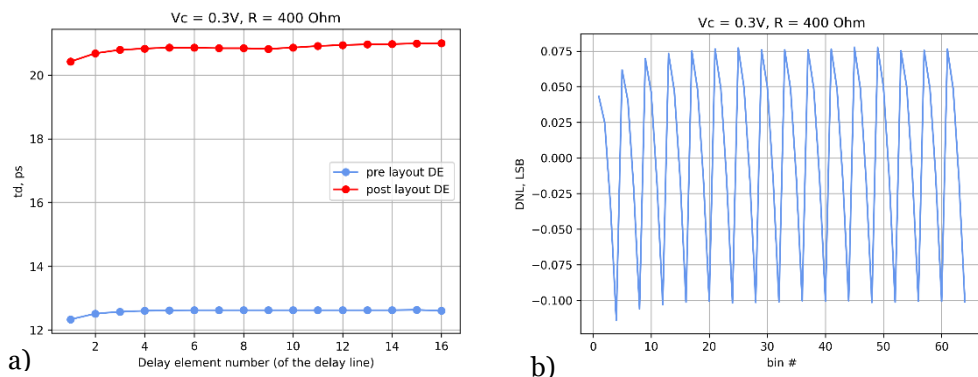 Vc = 0.3V, R = 400 Ohm
td, ps
20
18
16
14
12
pre layout DE
post layout DE
2 4 6 8 10 12 14 16
Delay element number (of the delay line)
a)
Vc = 0.3V, R = 400 Ohm
DNL, LSB
0.075
0.050
0.025
0.000
−0.025
−0.050
−0.075
−0.100
0 10 20 30 40 50 60
bin #
b)